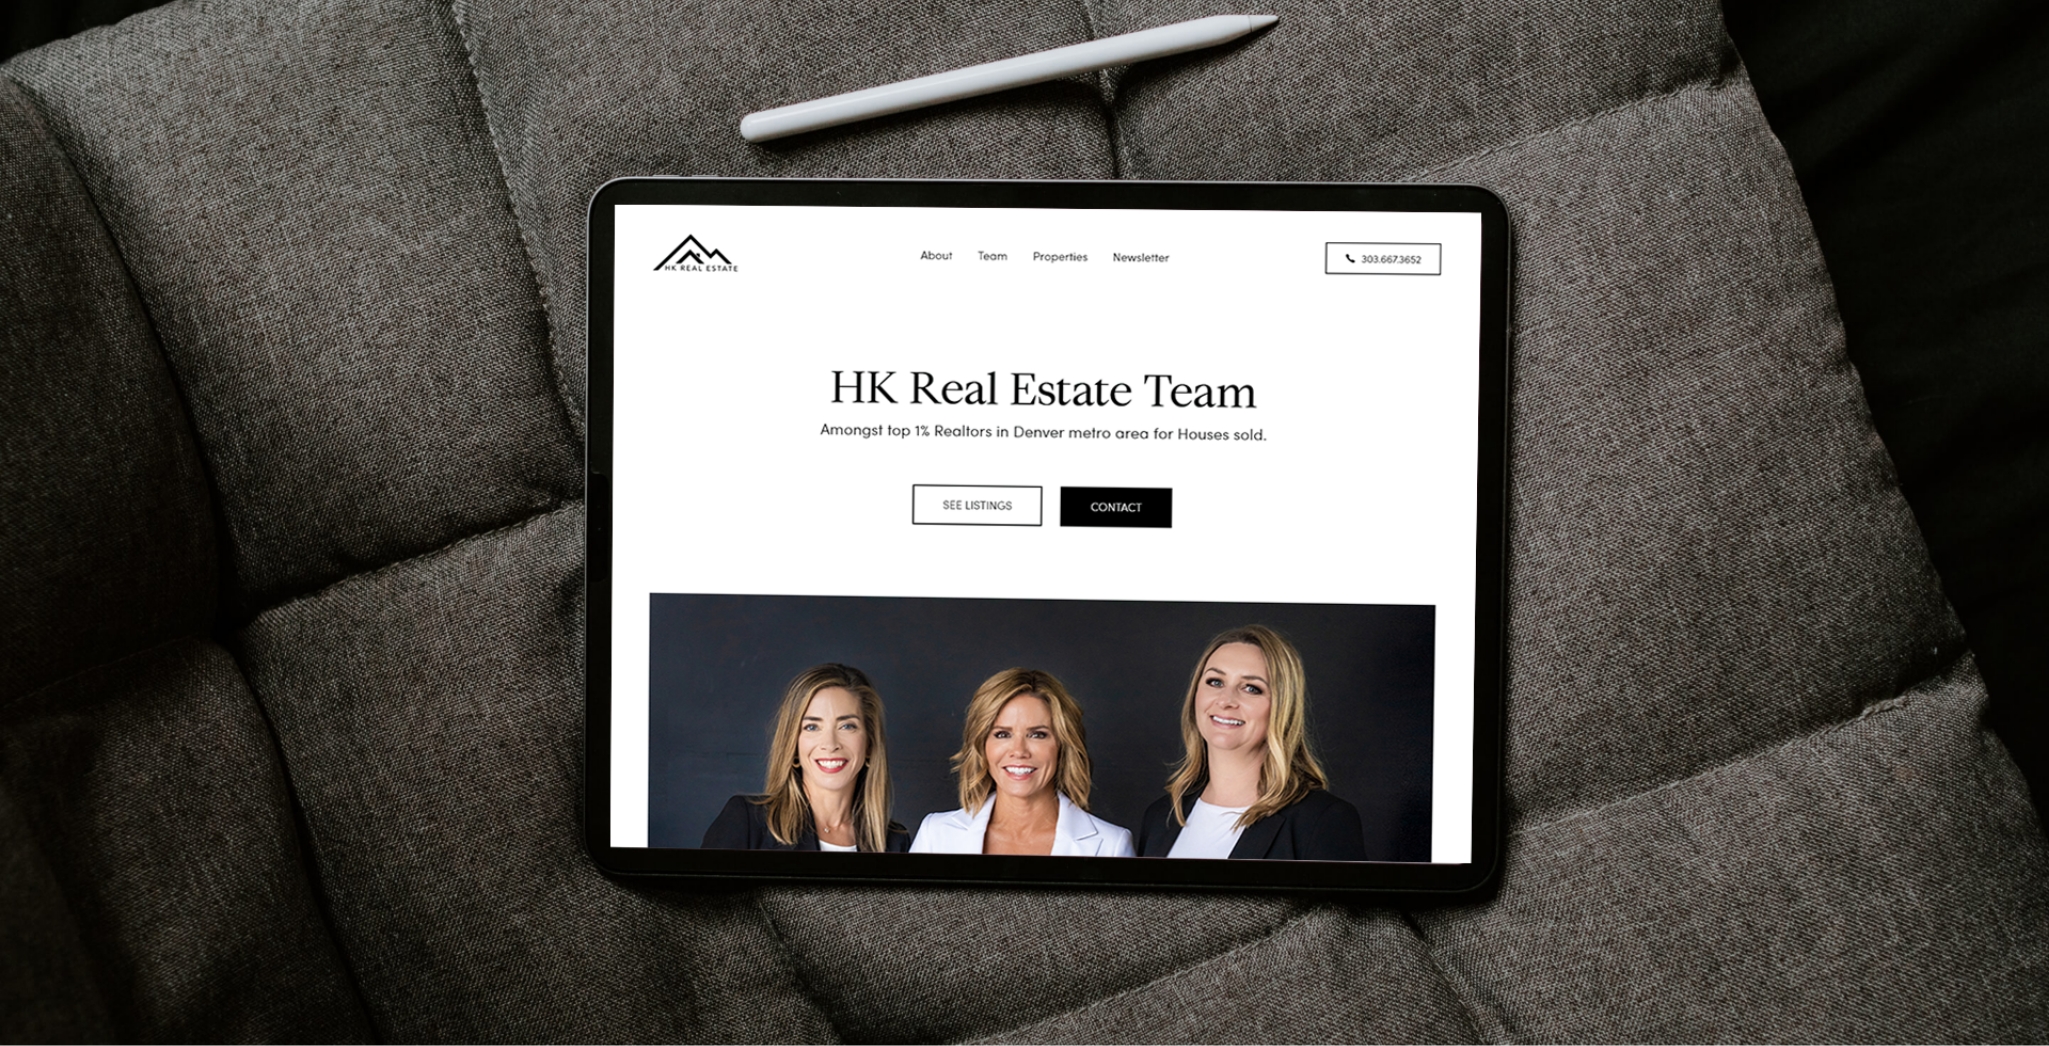 HK REAL ESTATE
About Team Properties Newsletter
303.667.3652
HK Real Estate Team
Amongst top 1% Realtors in Denver metro area for Houses sold.
SEE LISTINGS
CONTACT